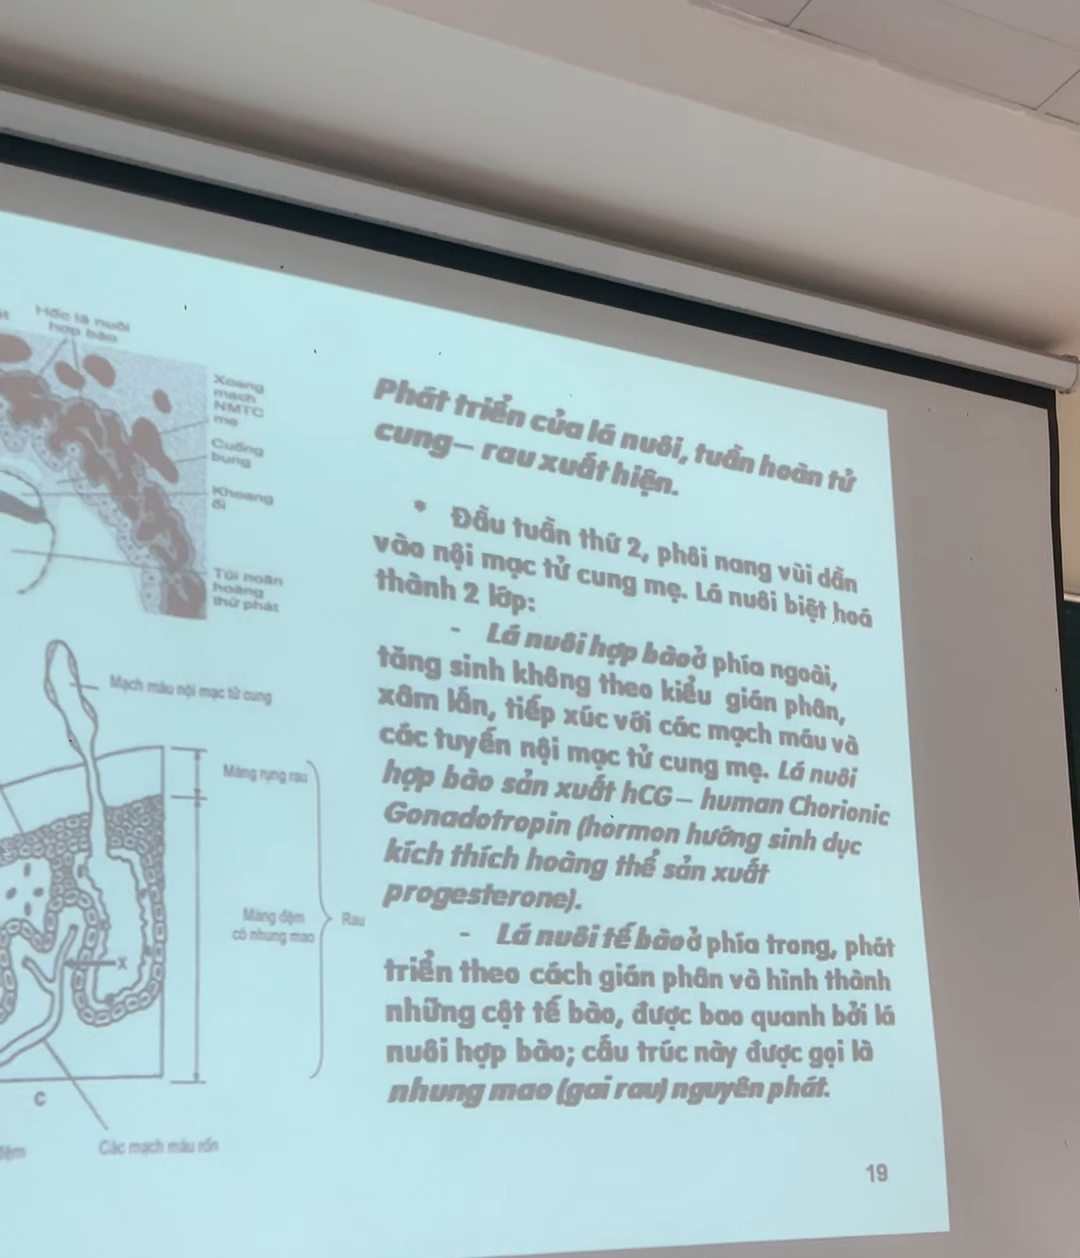 Hốc lá nuôi
hợp bào
Xoang
mạch
NMTC
mẹ
Cuống
bụng
Khoang
ối
Túi noãn
hoàng
thứ phát
Mạch máu nội mạc tử cung
Màng rụng rau
Màng đệm
có nhung mao
Rau
X
C
Các mạch máu rốn
Phát triển của lá nuôi, tuần hoàn tử
cung– rau xuất hiện.
• Đầu tuần thứ 2, phôi nang vùi dần
vào nội mạc tử cung mẹ. Lá nuôi biệt hoá
thành 2 lớp:
- Lá nuôi hợp bào ở phía ngoài,
tăng sinh không theo kiểu gián phân,
xâm lấn, tiếp xúc với các mạch máu và
các tuyến nội mạc tử cung mẹ. Lá nuôi
hợp bào sản xuất hCG – human Chorionic
Gonadotropin (hormon hướng sinh dục
kích thích hoàng thể sản xuất
progesterone).
- Lá nuôi tế bào ở phía trong, phát
triển theo cách gián phân và hình thành
những cột tế bào, được bao quanh bởi lá
nuôi hợp bào; cấu trúc này được gọi là
nhung mao (gai rau) nguyên phát.
19